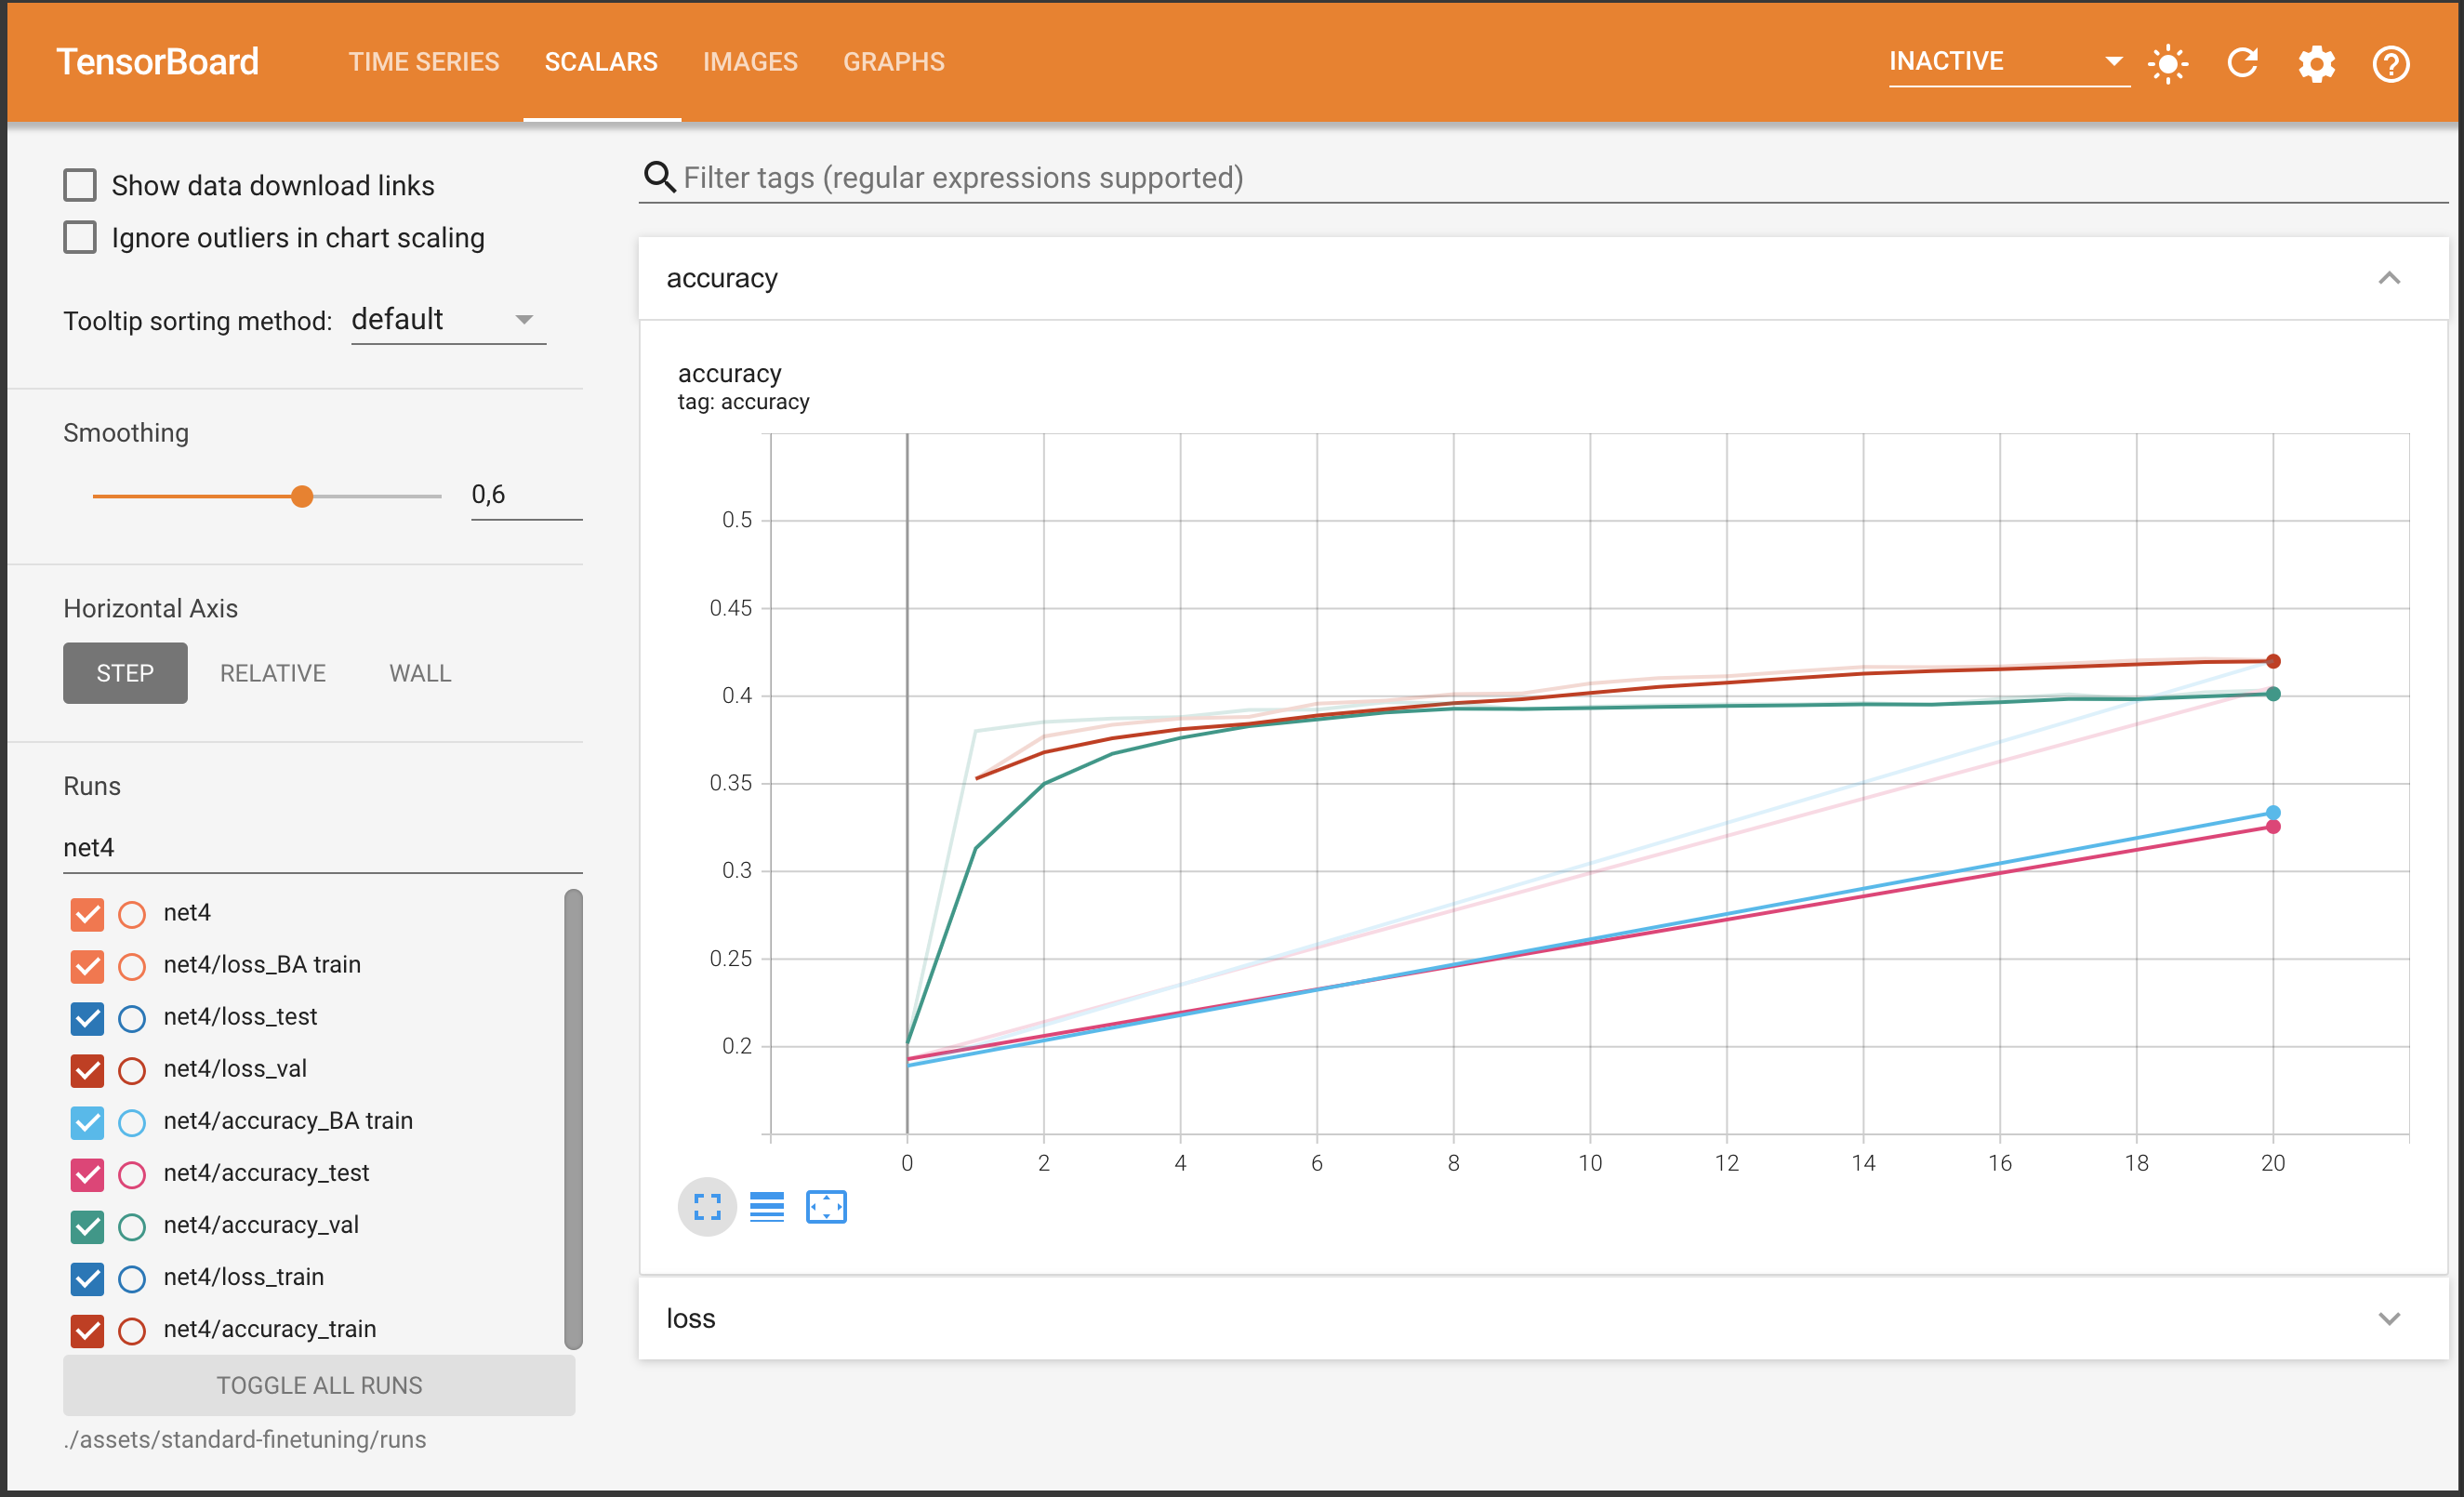 TensorBoard TIME SERIES SCALARS IMAGES GRAPHS INACTIVE
Show data download links
Ignore outliers in chart scaling
Tooltip sorting method: default
Smoothing
0,6
Horizontal Axis
STEP RELATIVE WALL
Runs
net4
net4
net4/loss_BA train
net4/loss_test
net4/loss_val
net4/accuracy_BA train
net4/accuracy_test
net4/accuracy_val
net4/loss_train
net4/accuracy_train
TOGGLE ALL RUNS
./assets/standard-finetuning/runs
Filter tags (regular expressions supported)
accuracy
accuracy
tag: accuracy
0.5
0.45
0.4
0.35
0.3
0.25
0.2
0 2 4 6 8 10 12 14 16 18 20
loss